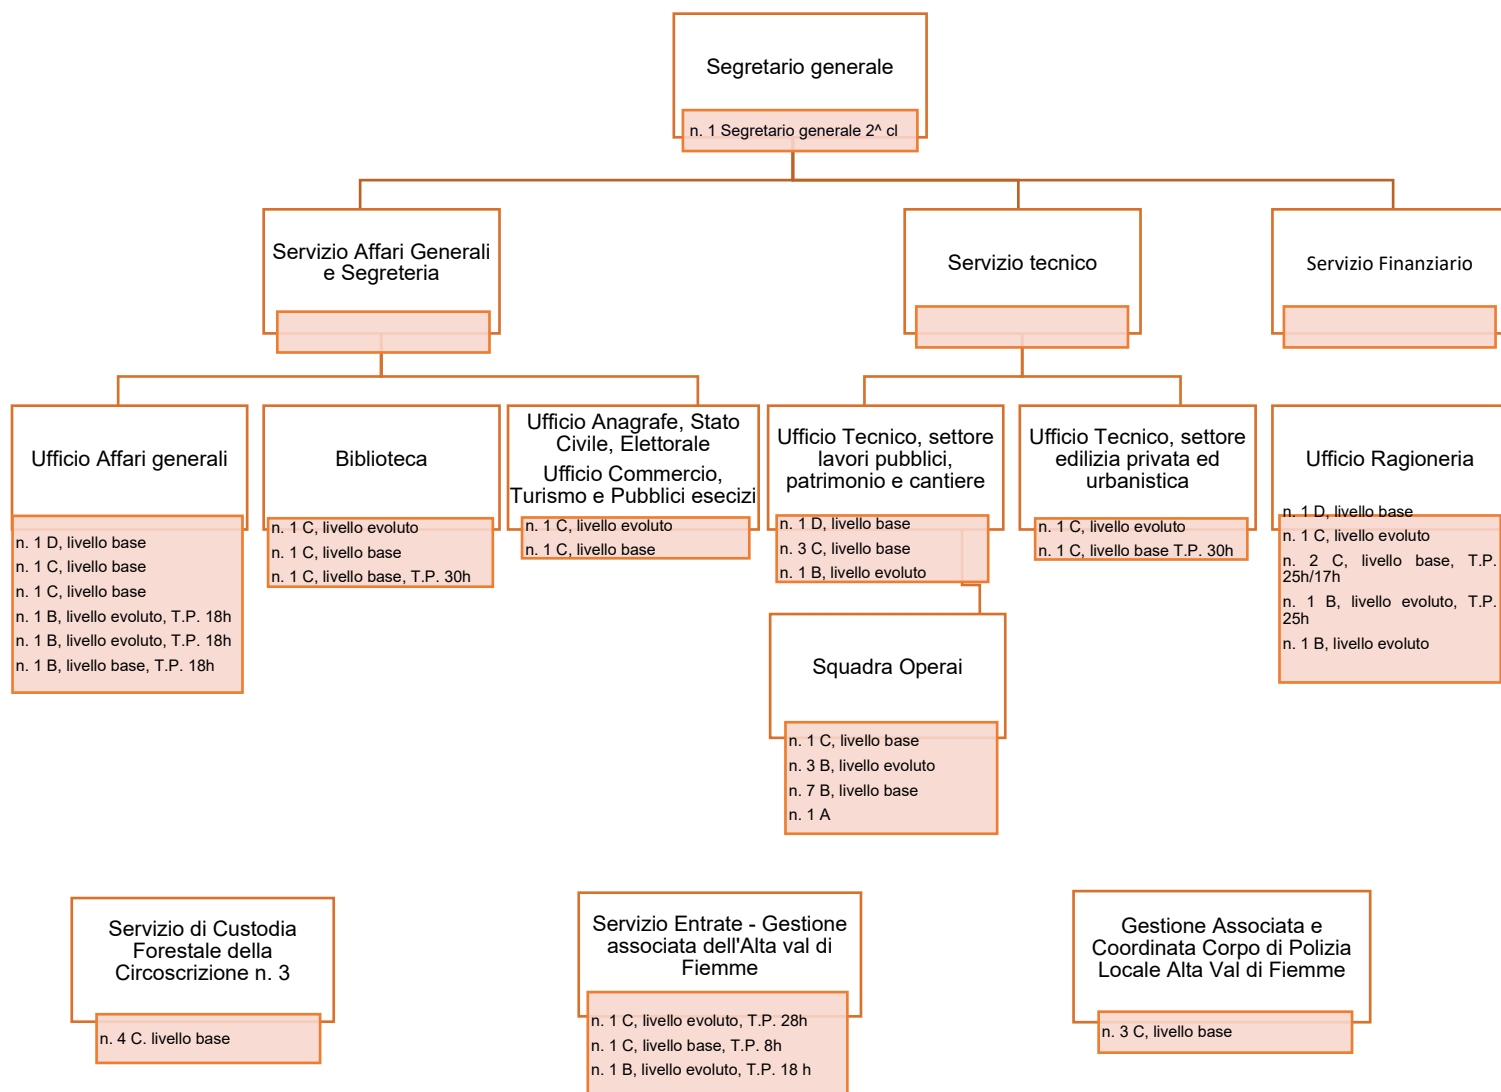 Segretario generale
n. 1 Segretario generale 2^ cl
Servizio Affari Generali
e Segreteria
Servizio tecnico
Servizio Finanziario
Ufficio Affari generali
n. 1 D, livello base
n. 1 C, livello base
n. 1 C, livello base
n. 1 B, livello evoluto, T.P. 18h
n. 1 B, livello evoluto, T.P. 18h
n. 1 B, livello base, T.P. 18h
Biblioteca
n. 1 C, livello evoluto
n. 1 C, livello base
n. 1 C, livello base, T.P. 30h
Ufficio Anagrafe, Stato
Civile, Elettorale
Ufficio Commercio,
Turismo e Pubblici esecizi
n. 1 C, livello evoluto
n. 1 C, livello base
Ufficio Tecnico, settore
lavori pubblici,
patrimonio e cantiere
n. 1 D, livello base
n. 3 C, livello base
n. 1 B, livello evoluto
Ufficio Tecnico, settore
edilizia privata ed
urbanistica
n. 1 C, livello evoluto
n. 1 C, livello base T.P. 30h
Ufficio Ragioneria
n. 1 D, livello base
n. 1 C, livello evoluto
n. 2 C, livello base, T.P.
25h/17h
n. 1 B, livello evoluto, T.P.
25h
n. 1 B, livello evoluto
Squadra Operai
n. 1 C, livello base
n. 3 B, livello evoluto
n. 7 B, livello base
n. 1 A
Servizio di Custodia
Forestale della
Circoscrizione n. 3
n. 4 C. livello base
Servizio Entrate - Gestione
associata dell'Alta val di
Fiemme
n. 1 C, livello evoluto, T.P. 28h
n. 1 C, livello base, T.P. 8h
n. 1 B, livello evoluto, T.P. 18 h
Gestione Associata e
Coordinata Corpo di Polizia
Locale Alta Val di Fiemme
n. 3 C, livello base